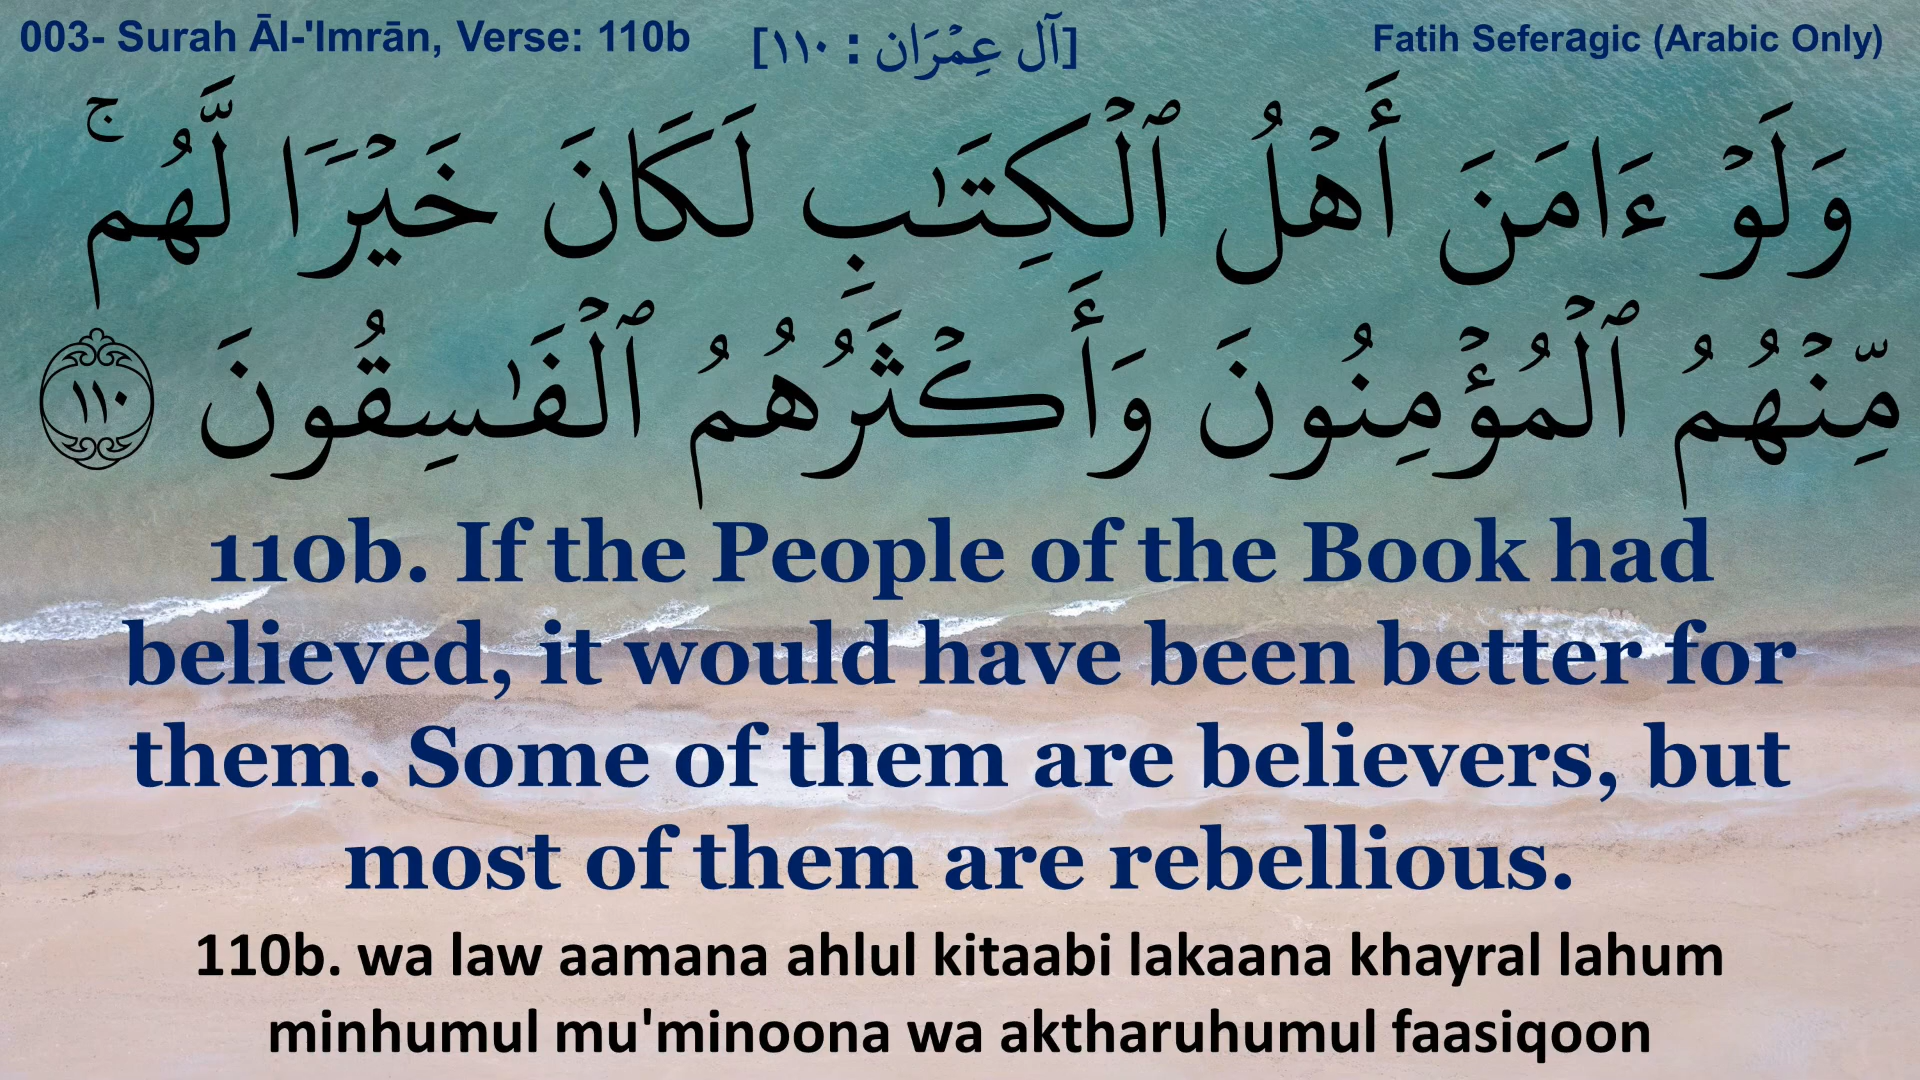 003- Surah Āl-'Imrān, Verse: 110b [آل عِمْرَان : ١١٠] Fatih Seferagic (Arabic Only)
وَلَوْ ءَامَنَ أَهْلُ ٱلْكِتَـٰبِ لَكَانَ خَيْرًا لَّهُم ۚ
مِّنْهُمُ ٱلْمُؤْمِنُونَ وَأَكْثَرُهُمُ ٱلْفَـٰسِقُونَ ١١٠
110b. If the People of the Book had
believed, it would have been better for
them. Some of them are believers, but
most of them are rebellious.
110b. wa law aamana ahlul kitaabi lakaana khayral lahum
minhumul mu'minoona wa aktharuhumul faasiqoon